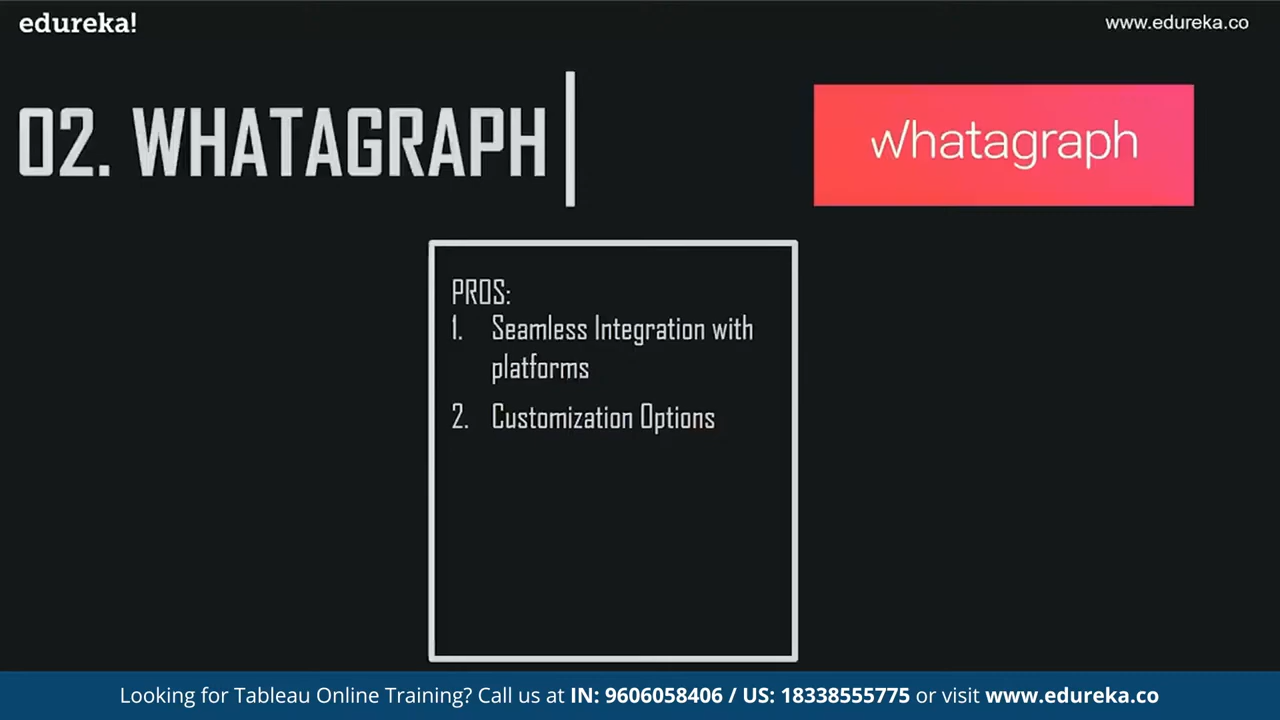 edureka!
www.edureka.co
02. WHATAGRAPH
whatagraph
PROS:
1. Seamless Integration with
platforms
2. Customization Options
Looking for Tableau Online Training? Call us at IN: 9606058406 / US: 18338555775 or visit www.edureka.co